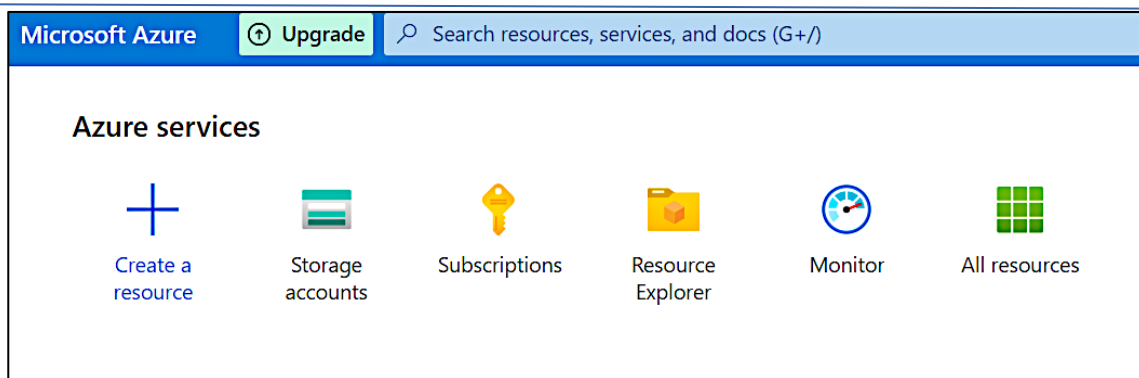 Microsoft Azure
Upgrade
Search resources, services, and docs (G+/)
Azure services
Create a
resource
Storage
accounts
Subscriptions
Resource
Explorer
Monitor
All resources